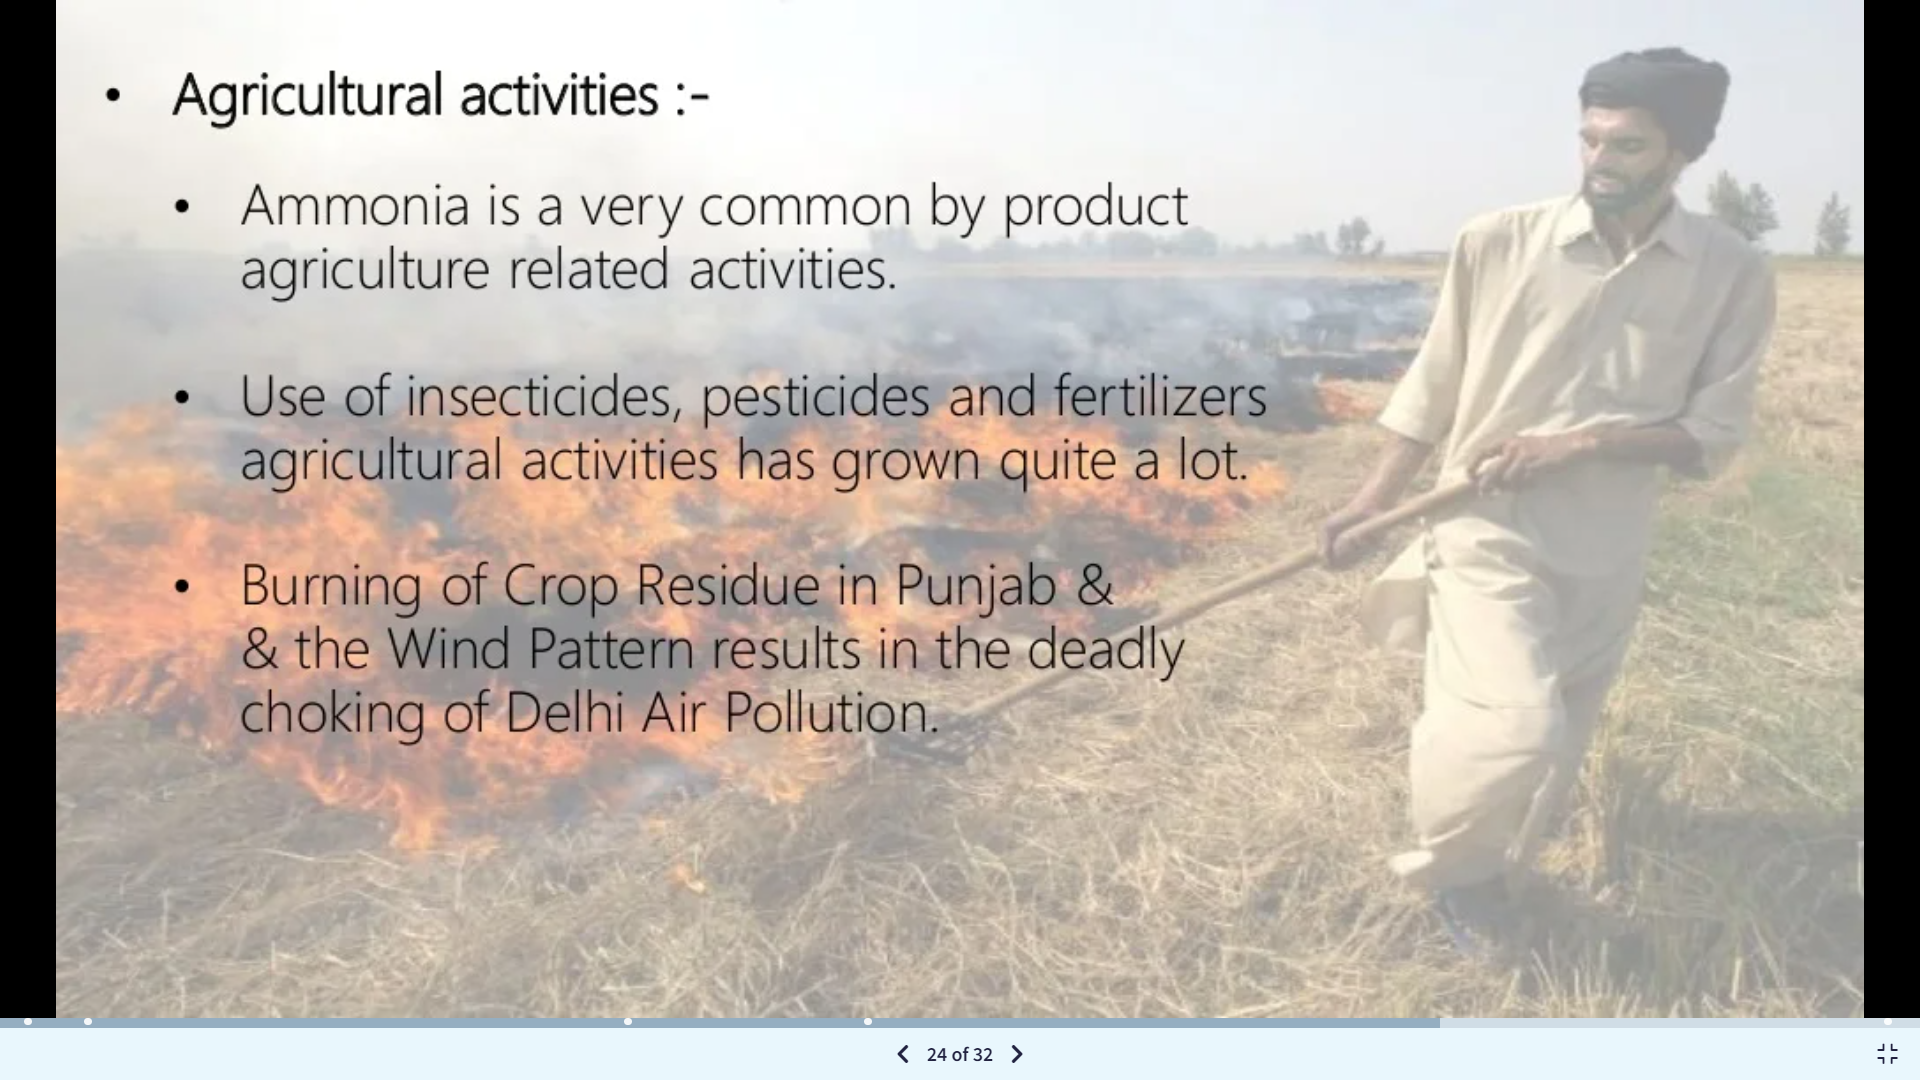 • Agricultural activities :-
• Ammonia is a very common by product
agriculture related activities.
• Use of insecticides, pesticides and fertilizers
agricultural activities has grown quite a lot.
• Burning of Crop Residue in Punjab &
& the Wind Pattern results in the deadly
choking of Delhi Air Pollution.
24 of 32